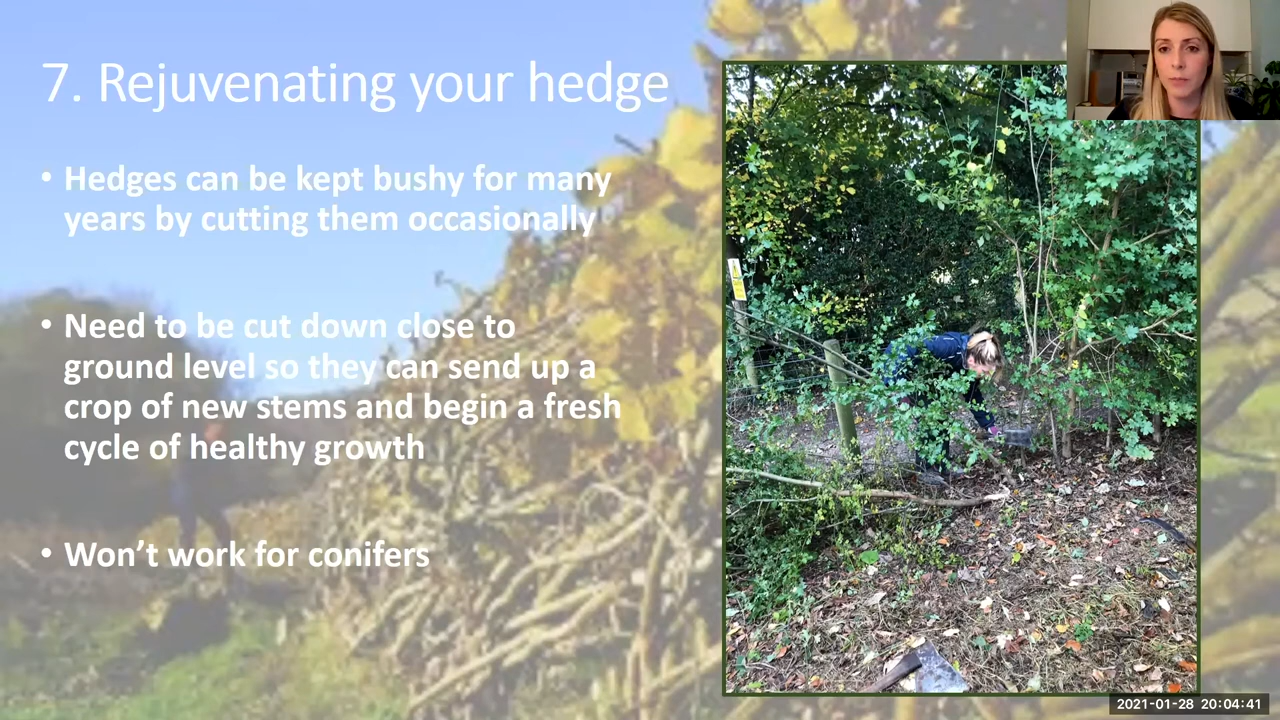 7. Rejuvenating your hedge
• Hedges can be kept bushy for many
years by cutting them occasionally
• Need to be cut down close to
ground level so they can send up a
crop of new stems and begin a fresh
cycle of healthy growth
• Won’t work for conifers
2021-01-28 20:04:41